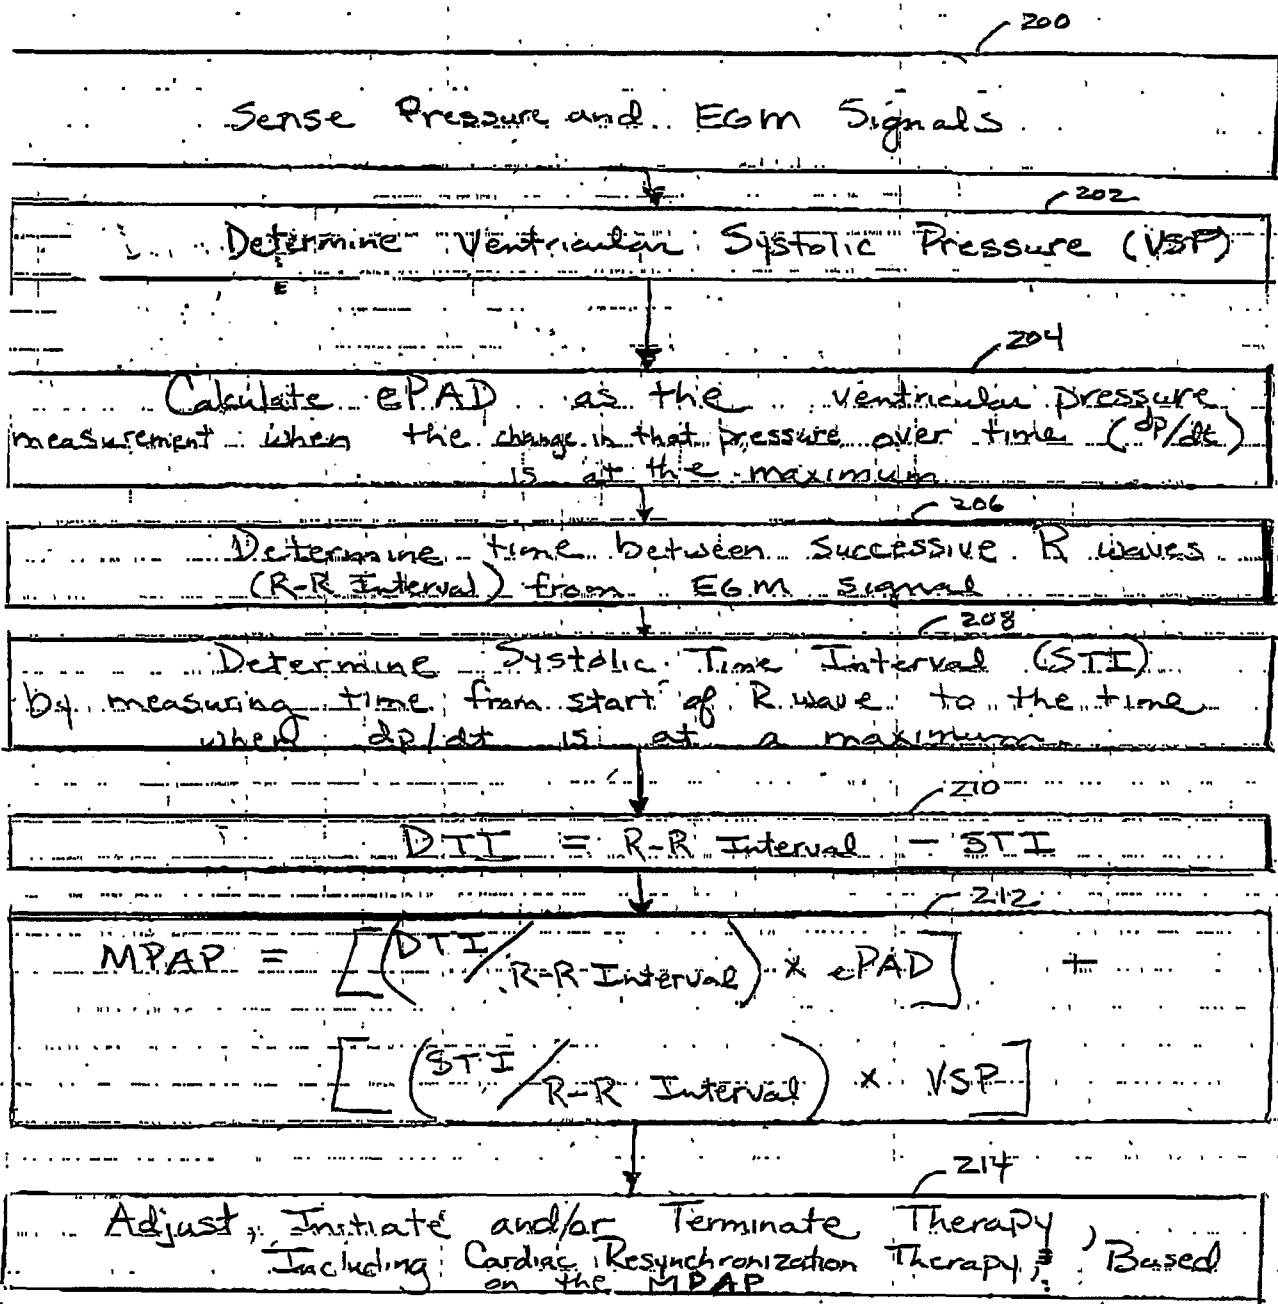 200
Sense Pressure and EGM Signals
202
Determine Ventricular Systolic Pressure (VSP)
204
Calculate ePAD as the ventricular pressure
measurement when the change in that pressure over time (dp/dt)
is at the maximum
206
Determine time between successive R waves
(R-R Interval) from EGM signal
208
Determine Systolic Time Interval (STI)
by measuring time from start of R wave to the time
when dp/dt is at a maximum
210
DTI = R-R Interval - STI
212
MPAP = [(DTI/R-R Interval) × ePAD] +
[(STI/R-R Interval) × VSP]
214
Adjust, Initiate and/or Terminate Therapy,
Including Cardiac Resynchronization Therapy, Based
on the MPAP